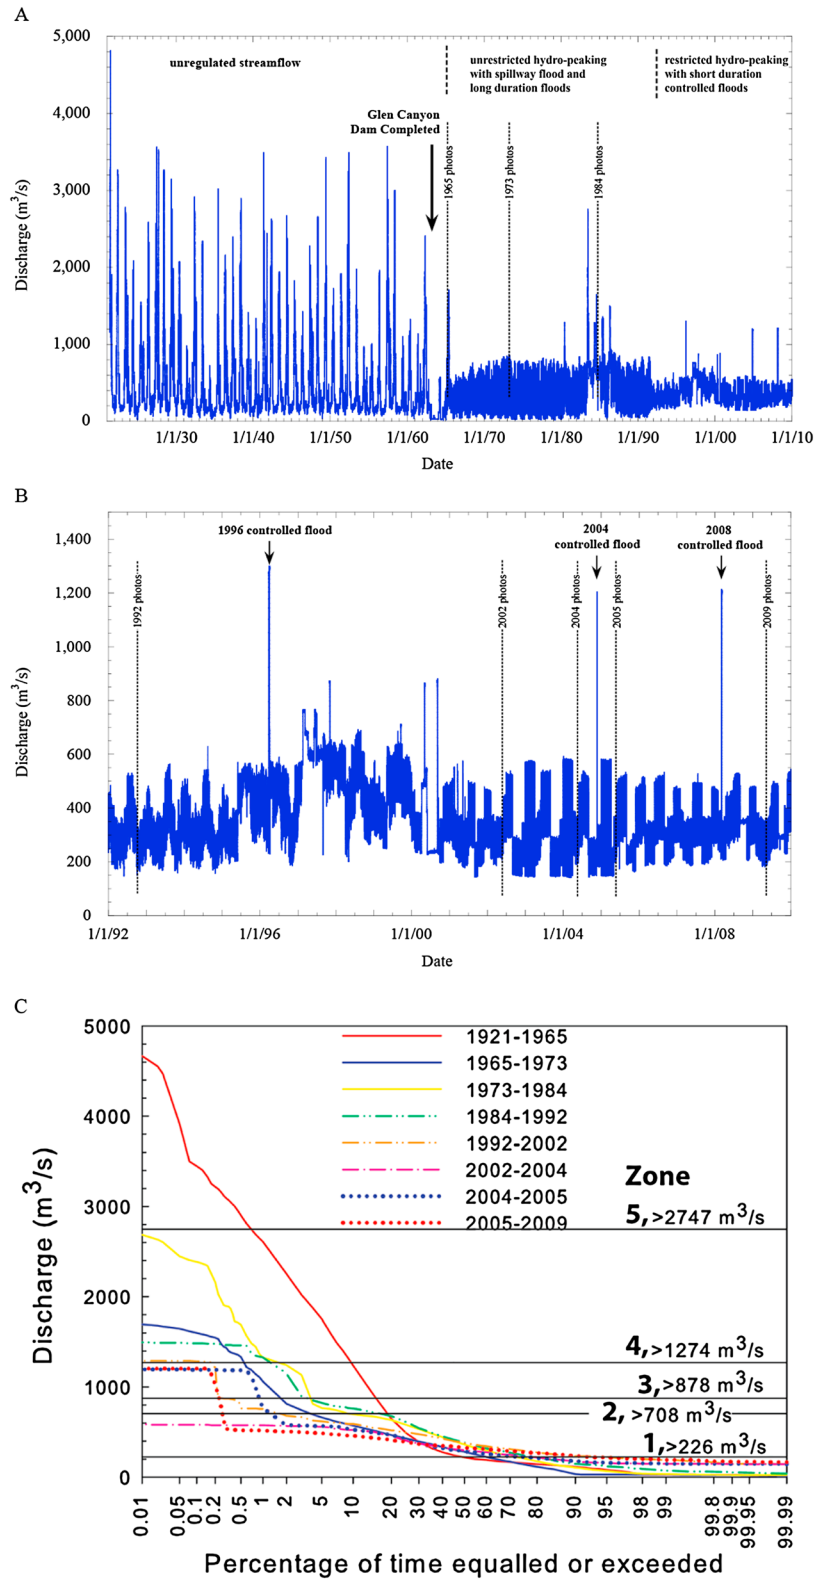 A
5,000
4,000
3,000
2,000
1,000
0
Discharge (m³/s)
unregulated streamflow
Glen Canyon
Dam Completed
unrestricted hydro-peaking
with spillway flood and
long duration floods
restricted hydro-peaking
with short duration
controlled floods
1965 photos
1973 photos
1984 photos
1/1/30
1/1/40
1/1/50
1/1/60
1/1/70
1/1/80
1/1/90
1/1/00
1/1/10
Date
B
1,400
1,200
1,000
800
600
400
200
0
Discharge (m³/s)
1996 controlled flood
2004
controlled flood
2008
controlled flood
1992 photos
2002 photos
2004 photos
2005 photos
2009 photos
1/1/92
1/1/96
1/1/00
1/1/04
1/1/08
Date
C
5000
4000
3000
2000
1000
0
Discharge (m³/s)
1921-1965
1965-1973
1973-1984
1984-1992
1992-2002
2002-2004
2004-2005
2005-2009
Zone
5,>2747 m³/s
4,>1274 m³/s
3,>878 m³/s
2,>708 m³/s
1,>226 m³/s
0.01
0.05
0.1
0.2
0.5
1
2
5
10
20
30
40
50
60
70
80
90
95
98
99
99.8
99.9
99.95
99.99
Percentage of time equalled or exceeded